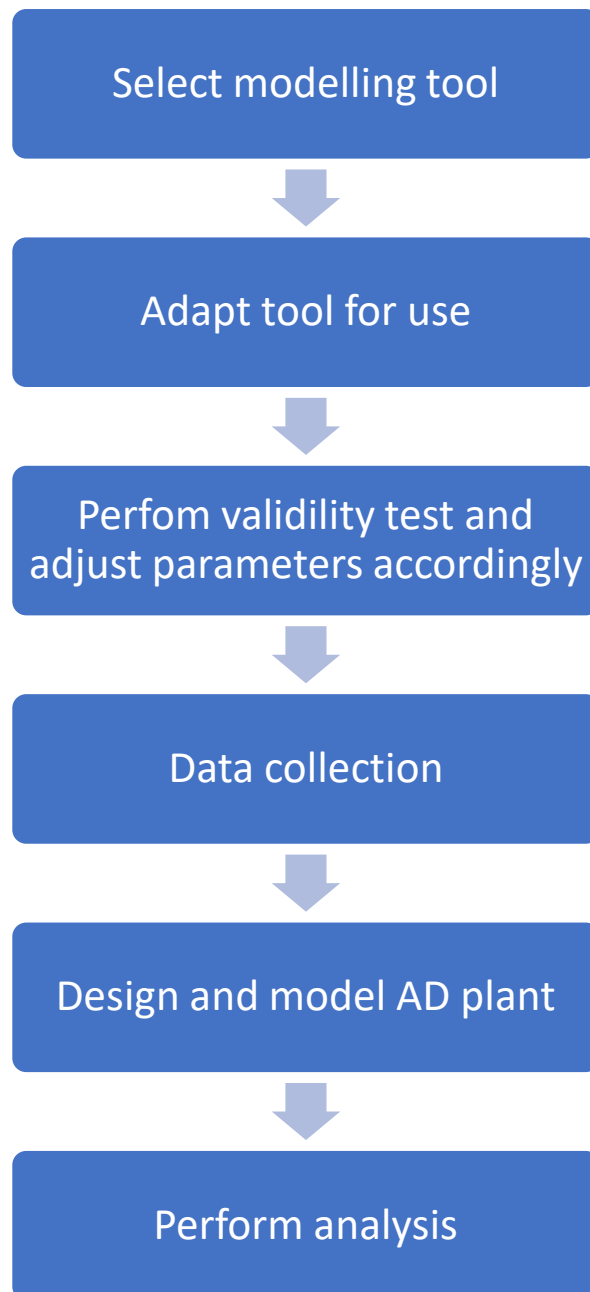 Select modelling tool
Adapt tool for use
Perfom validility test and
adjust parameters accordingly
Data collection
Design and model AD plant
Perform analysis